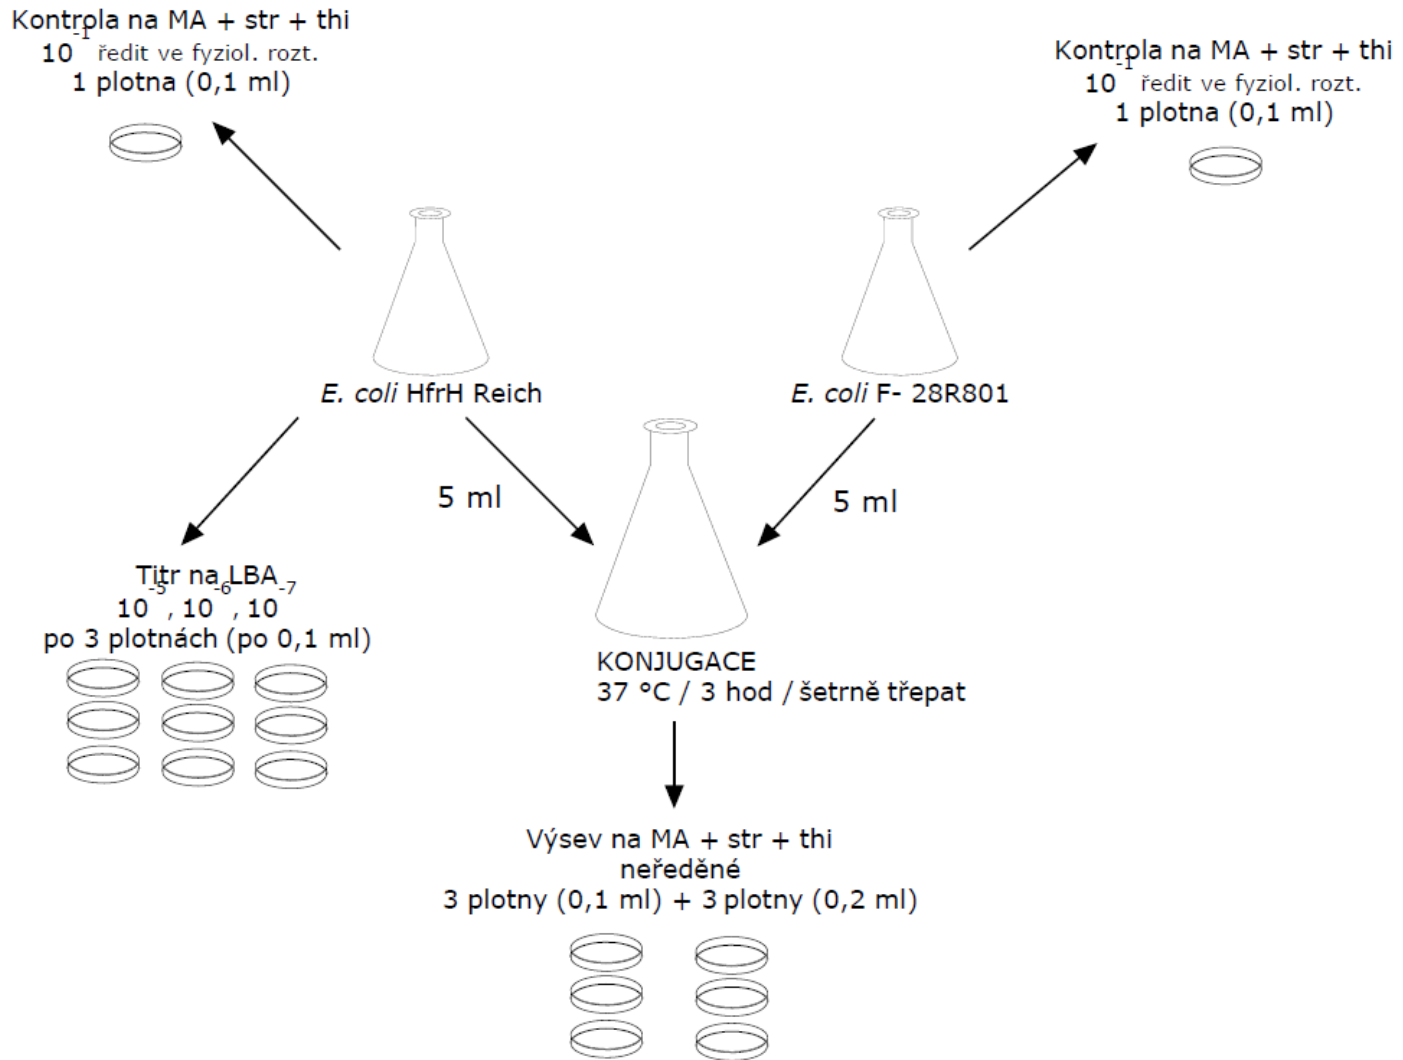 Kontrola na MA + str + thi
10⁻¹ ředit ve fyziol. rozt.
1 plotna (0,1 ml)
Kontrola na MA + str + thi
10⁻¹ ředit ve fyziol. rozt.
1 plotna (0,1 ml)
E. coli HfrH Reich
E. coli F- 28R801
5 ml
5 ml
Titr na LBA
10⁻⁵, 10⁻⁶, 10⁻⁷
po 3 plotnách (po 0,1 ml)
KONJUGACE
37 °C / 3 hod / šetrně třepat
Výsev na MA + str + thi
neředěné
3 plotny (0,1 ml) + 3 plotny (0,2 ml)